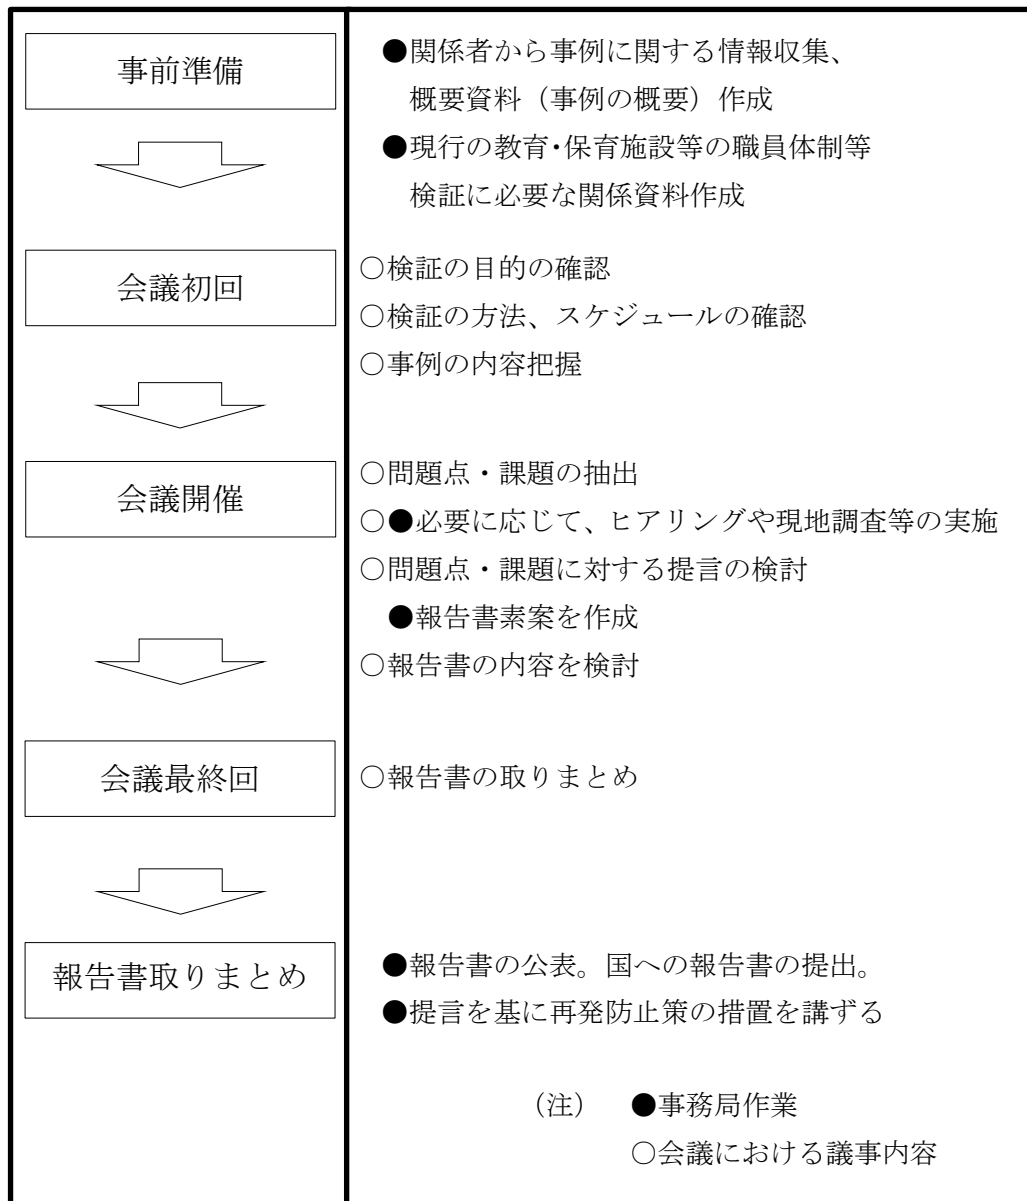 事前準備
●関係者から事例に関する情報収集、
概要資料（事例の概要）作成
●現行の教育･保育施設等の職員体制等
検証に必要な関係資料作成
会議初回
○検証の目的の確認
○検証の方法、スケジュールの確認
○事例の内容把握
会議開催
○問題点・課題の抽出
○●必要に応じて、ヒアリングや現地調査等の実施
○問題点・課題に対する提言の検討
●報告書素案を作成
○報告書の内容を検討
会議最終回
○報告書の取りまとめ
報告書取りまとめ
●報告書の公表。国への報告書の提出。
●提言を基に再発防止策の措置を講ずる
（注）　●事務局作業
○会議における議事内容